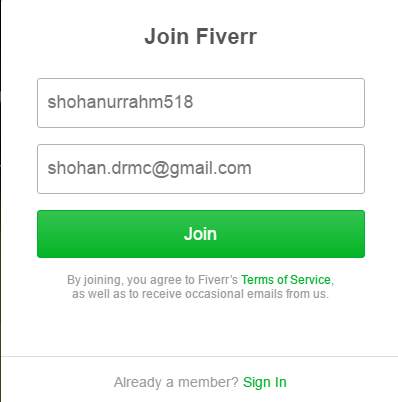 Join Fiverr
shohanurrahm518
shohan.drmc@gmail.com
Join
By joining, you agree to Fiverr's Terms of Service,
as well as to receive occasional emails from us.
Already a member? Sign In